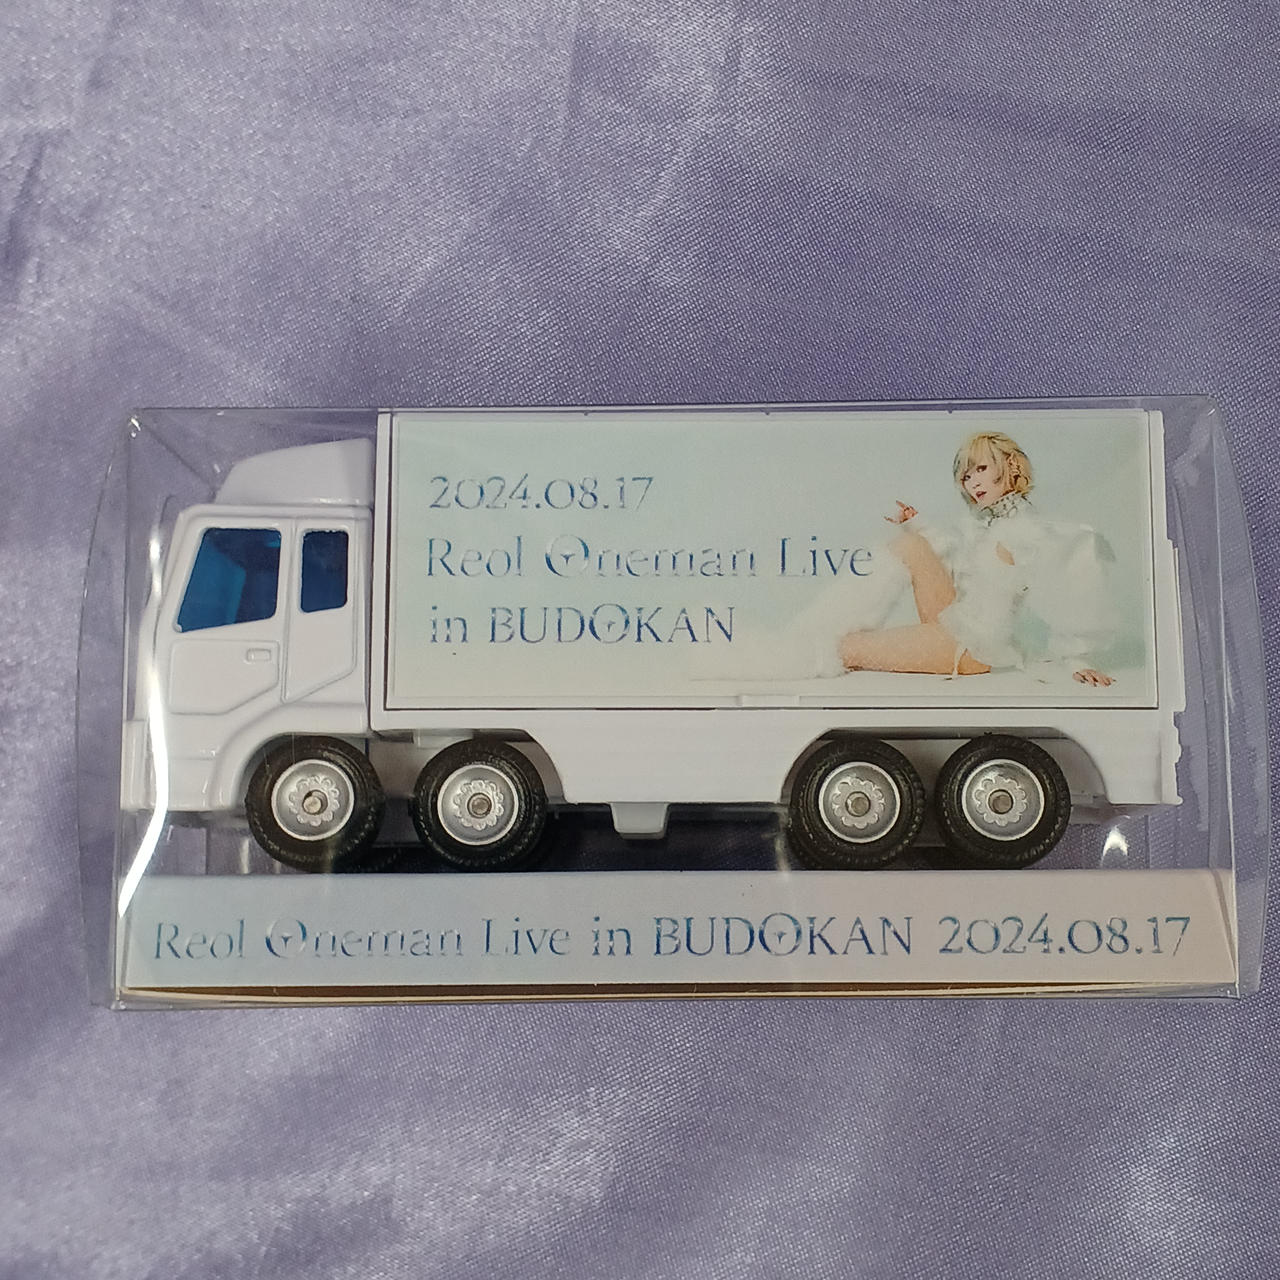 2024.08.17
Reol Oneman Live
in BUDOKAN
Reol Oneman Live in BUDOKAN 2024.08.17